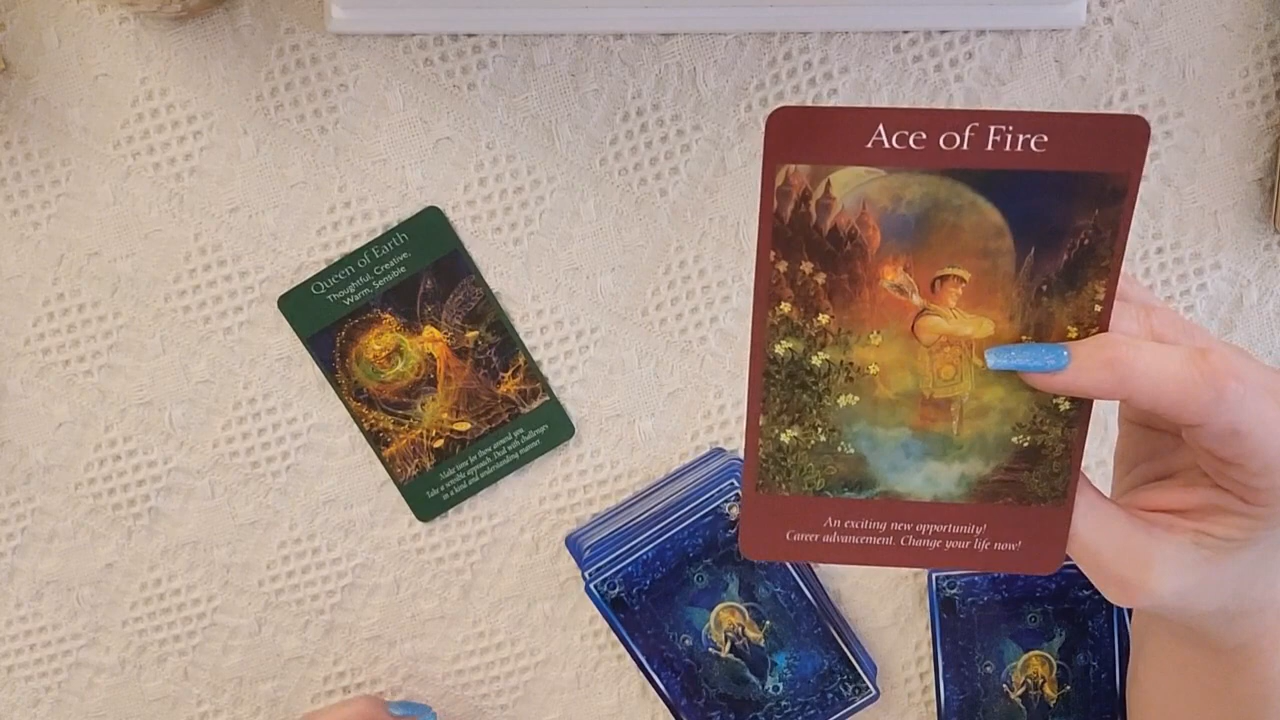 Queen of Earth
Thoughtful, Creative,
Warm, Sensible
Make time for those around you.
Take a sensible approach. Deal with challenges
in a kind and understanding manner.
Ace of Fire
An exciting new opportunity!
Career advancement. Change your life now!